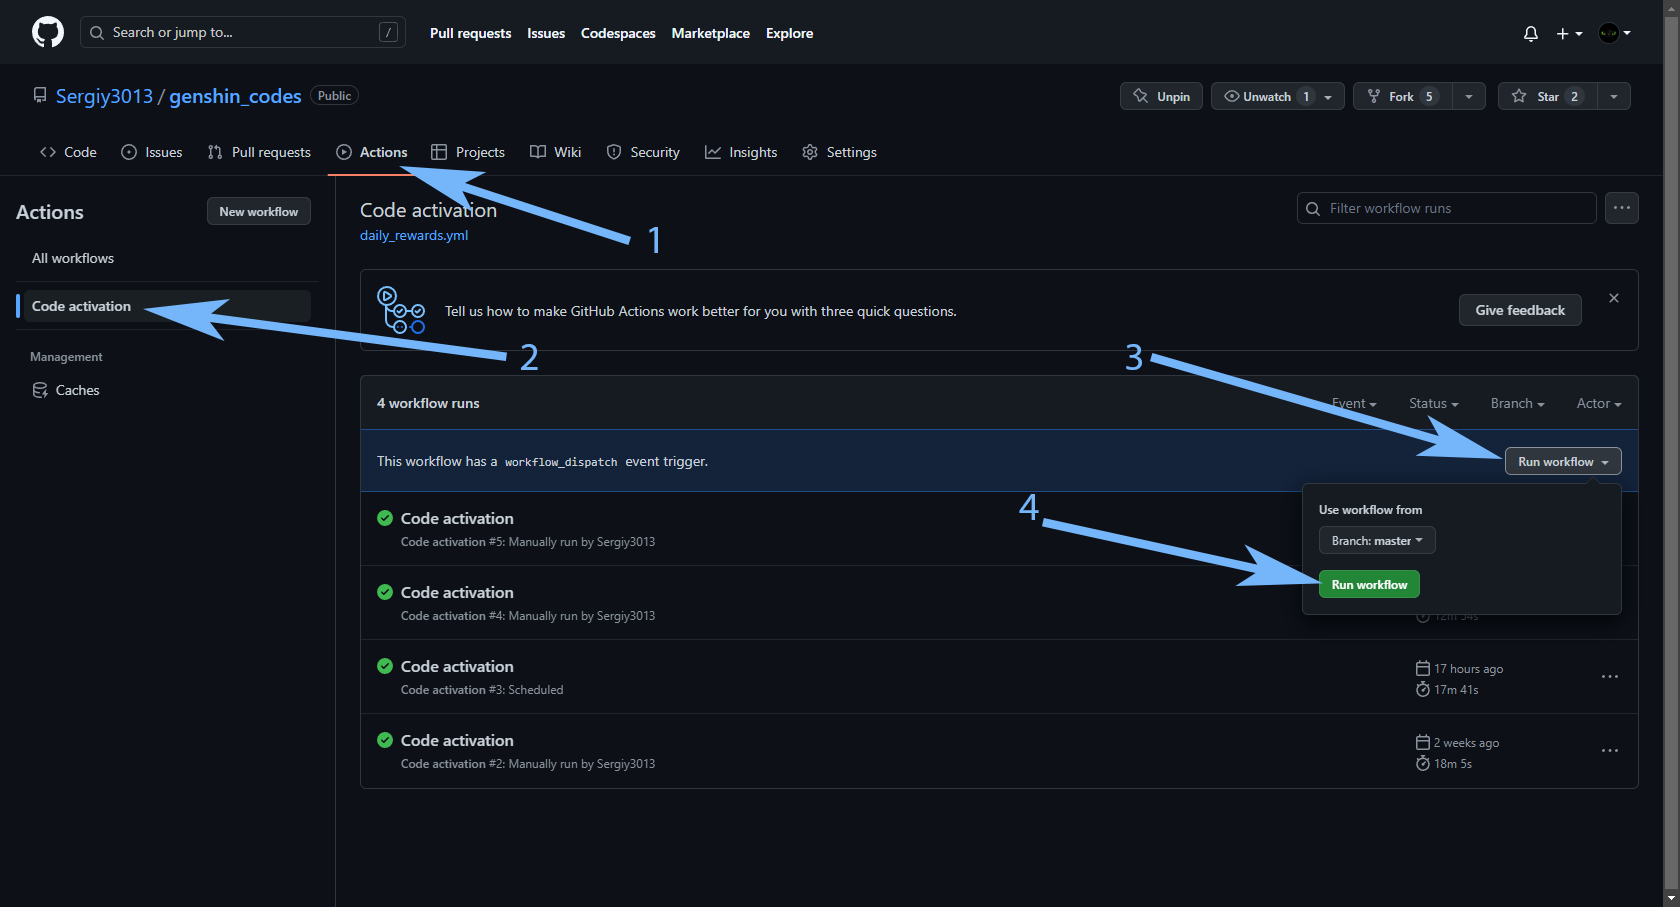 Search or jump to... /
Pull requests Issues Codespaces Marketplace Explore
Sergiy3013 / genshin_codes Public
Unpin Unwatch 1 Fork 5 Star 2
Code Issues Pull requests Actions Projects Wiki Security Insights Settings
Actions
New workflow
All workflows
Code activation
Management
Caches
Code activation
daily_rewards.yml
Filter workflow runs
1
2
Tell us how to make GitHub Actions work better for you with three quick questions.
Give feedback
3
4 workflow runs
Event Status Branch Actor
This workflow has a workflow_dispatch event trigger.
Run workflow
4
Use workflow from
Branch: master
Run workflow
Code activation
Code activation #5: Manually run by Sergiy3013
Code activation
Code activation #4: Manually run by Sergiy3013
12m 34s
Code activation
Code activation #3: Scheduled
17 hours ago
17m 41s
Code activation
Code activation #2: Manually run by Sergiy3013
2 weeks ago
18m 5s